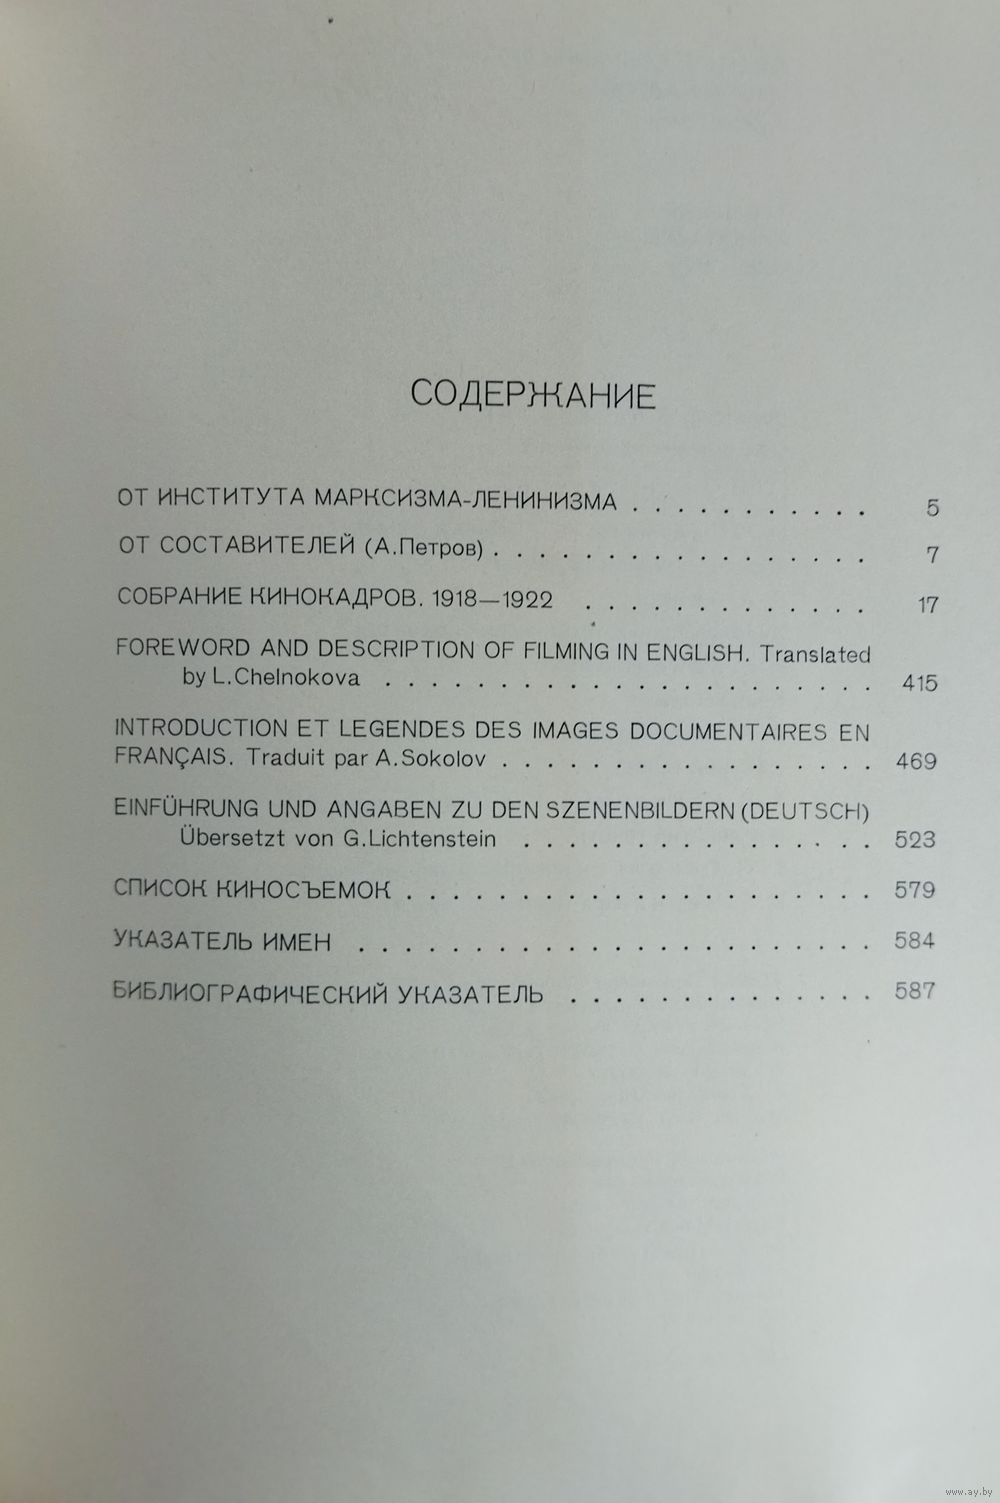 СОДЕРЖАНИЕ
ОТ ИНСТИТУТА МАРКСИЗМА-ЛЕНИНИЗМА . . . . . . . . . . . 5
ОТ СОСТАВИТЕЛЕЙ (А.Петров) . . . . . . . . . . . . . . . . . 7
СОБРАНИЕ КИНОКАДРОВ. 1918—1922 . . . . . . . . . . . . . 17
FOREWORD AND DESCRIPTION OF FILMING IN ENGLISH. Translated
by L.Chelnokova . . . . . . . . . . . . . . . . . . . . . . 415
INTRODUCTION ET LEGENDES DES IMAGES DOCUMENTAIRES EN
FRANÇAIS. Traduit par A.Sokolov . . . . . . . . . . . . . . . . . 469
EINFÜHRUNG UND ANGABEN ZU DEN SZENENBILDERN (DEUTSCH)
Übersetzt von G.Lichtenstein . . . . . . . . . . . . . . . . 523
СПИСОК КИНОСЪЕМОК . . . . . . . . . . . . . . . . . . . . . 579
УКАЗАТЕЛЬ ИМЕН . . . . . . . . . . . . . . . . . . . . . . . 584
БИБЛИОГРАФИЧЕСКИЙ УКАЗАТЕЛЬ . . . . . . . . . . . . . . 587
www.ay.by